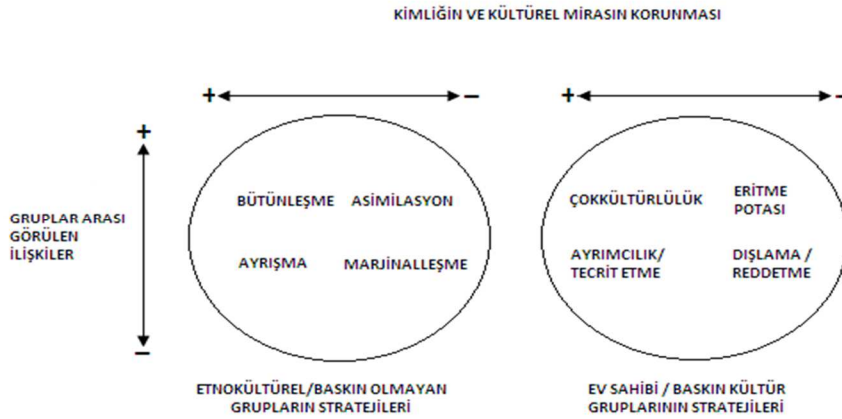 KİMLİĞİN VE KÜLTÜREL MİRASIN KORUNMASI
+ − + −
+
GRUPLAR ARASI
GÖRÜLEN
İLİŞKİLER
−
BÜTÜNLEŞME ASİMİLASYON
AYRIŞMA MARJİNALLEŞME
ETNOKÜLTÜREL/BASKIN OLMAYAN
GRUPLARIN STRATEJİLERİ
ÇOKKÜLTÜRLÜLÜK
ERİTME
POTASI
AYRIMCILIK/
TECRİT ETME
DIŞLAMA /
REDDETME
EV SAHİBİ / BASKIN KÜLTÜR
GRUPLARININ STRATEJİLERİ